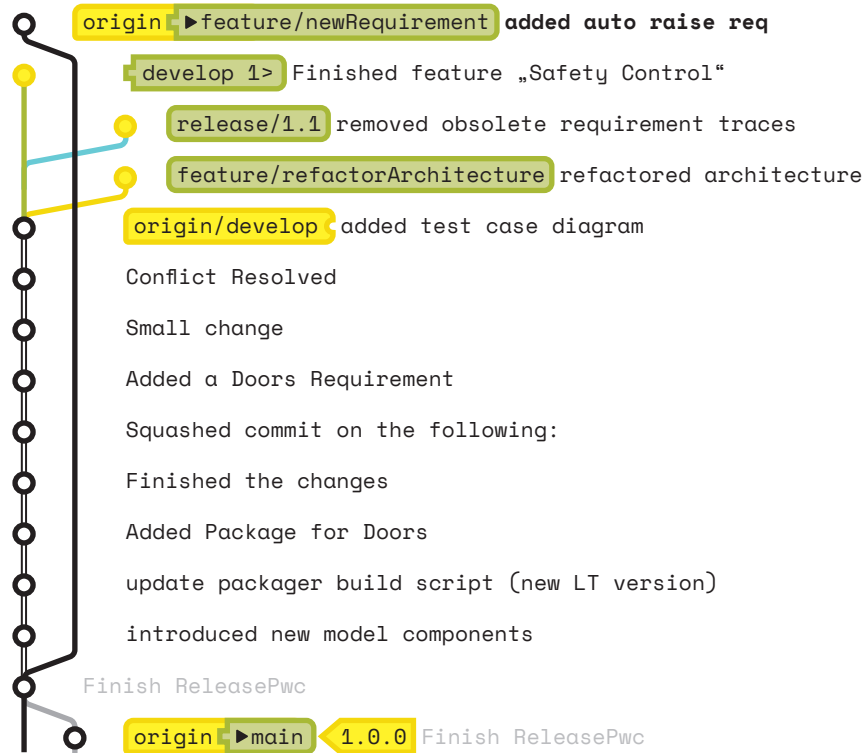 origin ▶feature/newRequirement added auto raise req
develop 1> Finished feature „Safety Control“
release/1.1 removed obsolete requirement traces
feature/refactorArchitecture refactored architecture
origin/develop added test case diagram
Conflict Resolved
Small change
Added a Doors Requirement
Squashed commit on the following:
Finished the changes
Added Package for Doors
update packager build script (new LT version)
introduced new model components
Finish ReleasePwc
origin ▶main 1.0.0 Finish ReleasePwc